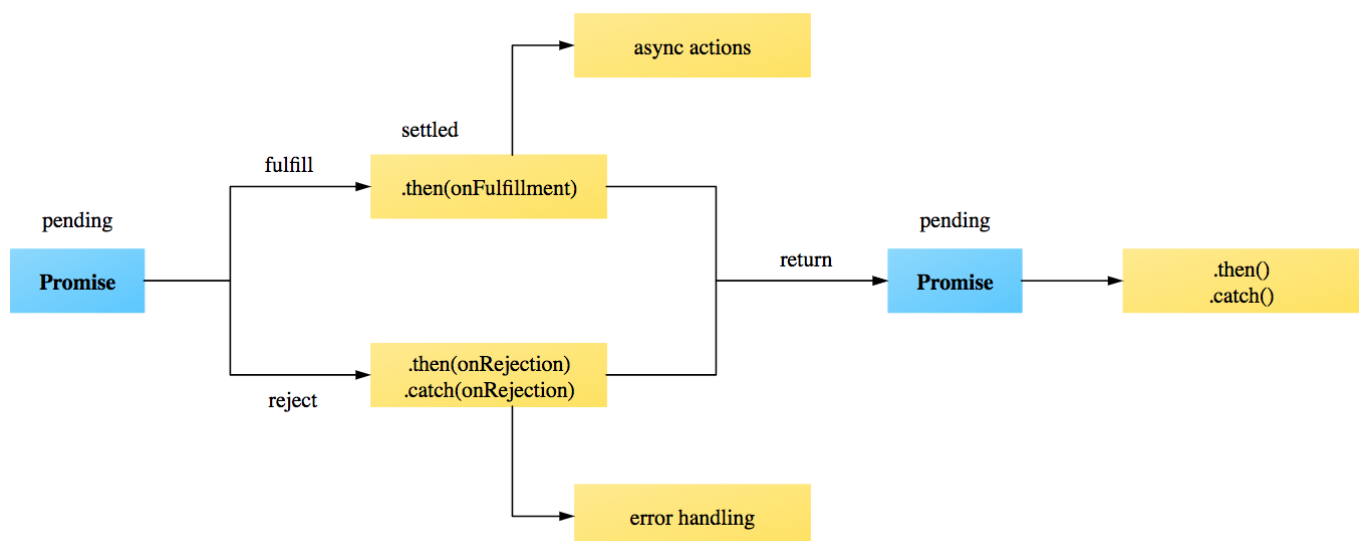 async actions
settled
fulfill
.then(onFulfillment)
pending
Promise
reject
.then(onRejection)
.catch(onRejection)
error handling
return
pending
Promise
.then()
.catch()